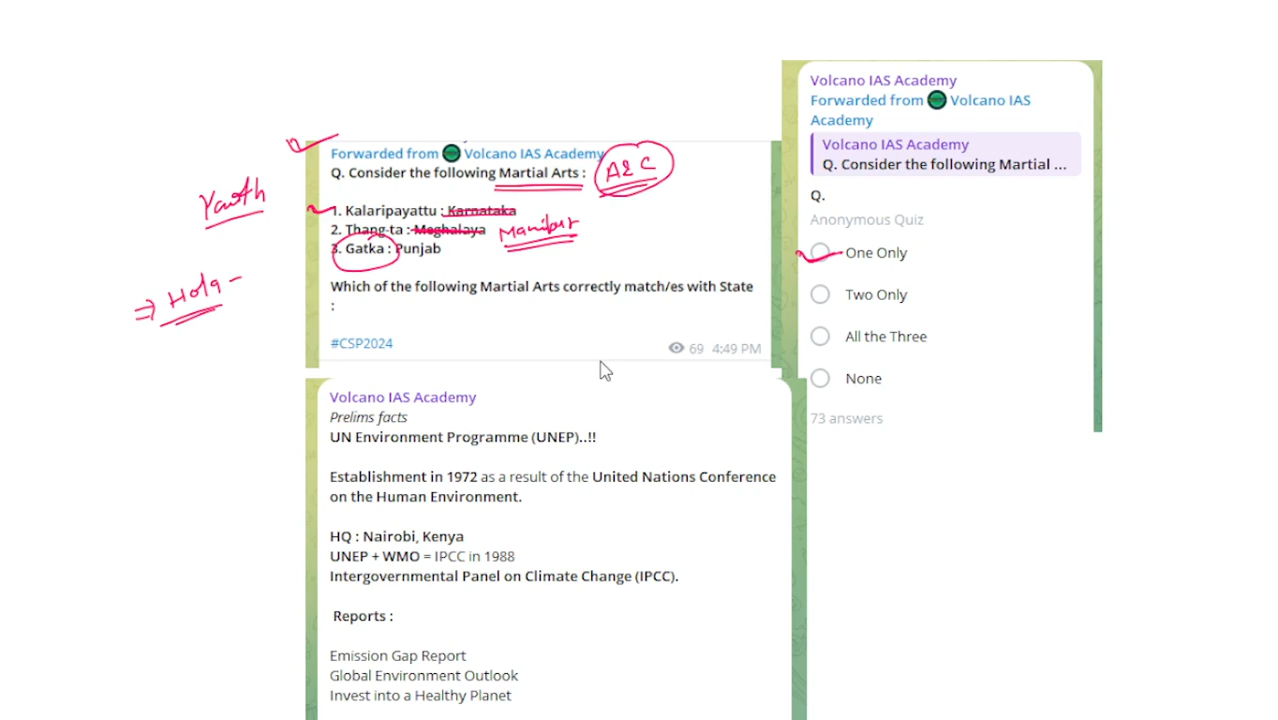 Forwarded from Volcano IAS Academy
Q. Consider the following Martial Arts :
A & C
1. Kalaripayattu : Karnataka
2. Thang-ta : Meghalaya
Manipur
3. Gatka : Punjab
Which of the following Martial Arts correctly match/es with State
:
#CSP2024
69 4:49 PM
Youth
⇒ Hola -
Volcano IAS Academy
Forwarded from Volcano IAS
Academy
Volcano IAS Academy
Q. Consider the following Martial ...
Q.
Anonymous Quiz
One Only
Two Only
All the Three
None
73 answers
Volcano IAS Academy
Prelims facts
UN Environment Programme (UNEP)..!!
Establishment in 1972 as a result of the United Nations Conference
on the Human Environment.
HQ : Nairobi, Kenya
UNEP + WMO = IPCC in 1988
Intergovernmental Panel on Climate Change (IPCC).
Reports :
Emission Gap Report
Global Environment Outlook
Invest into a Healthy Planet